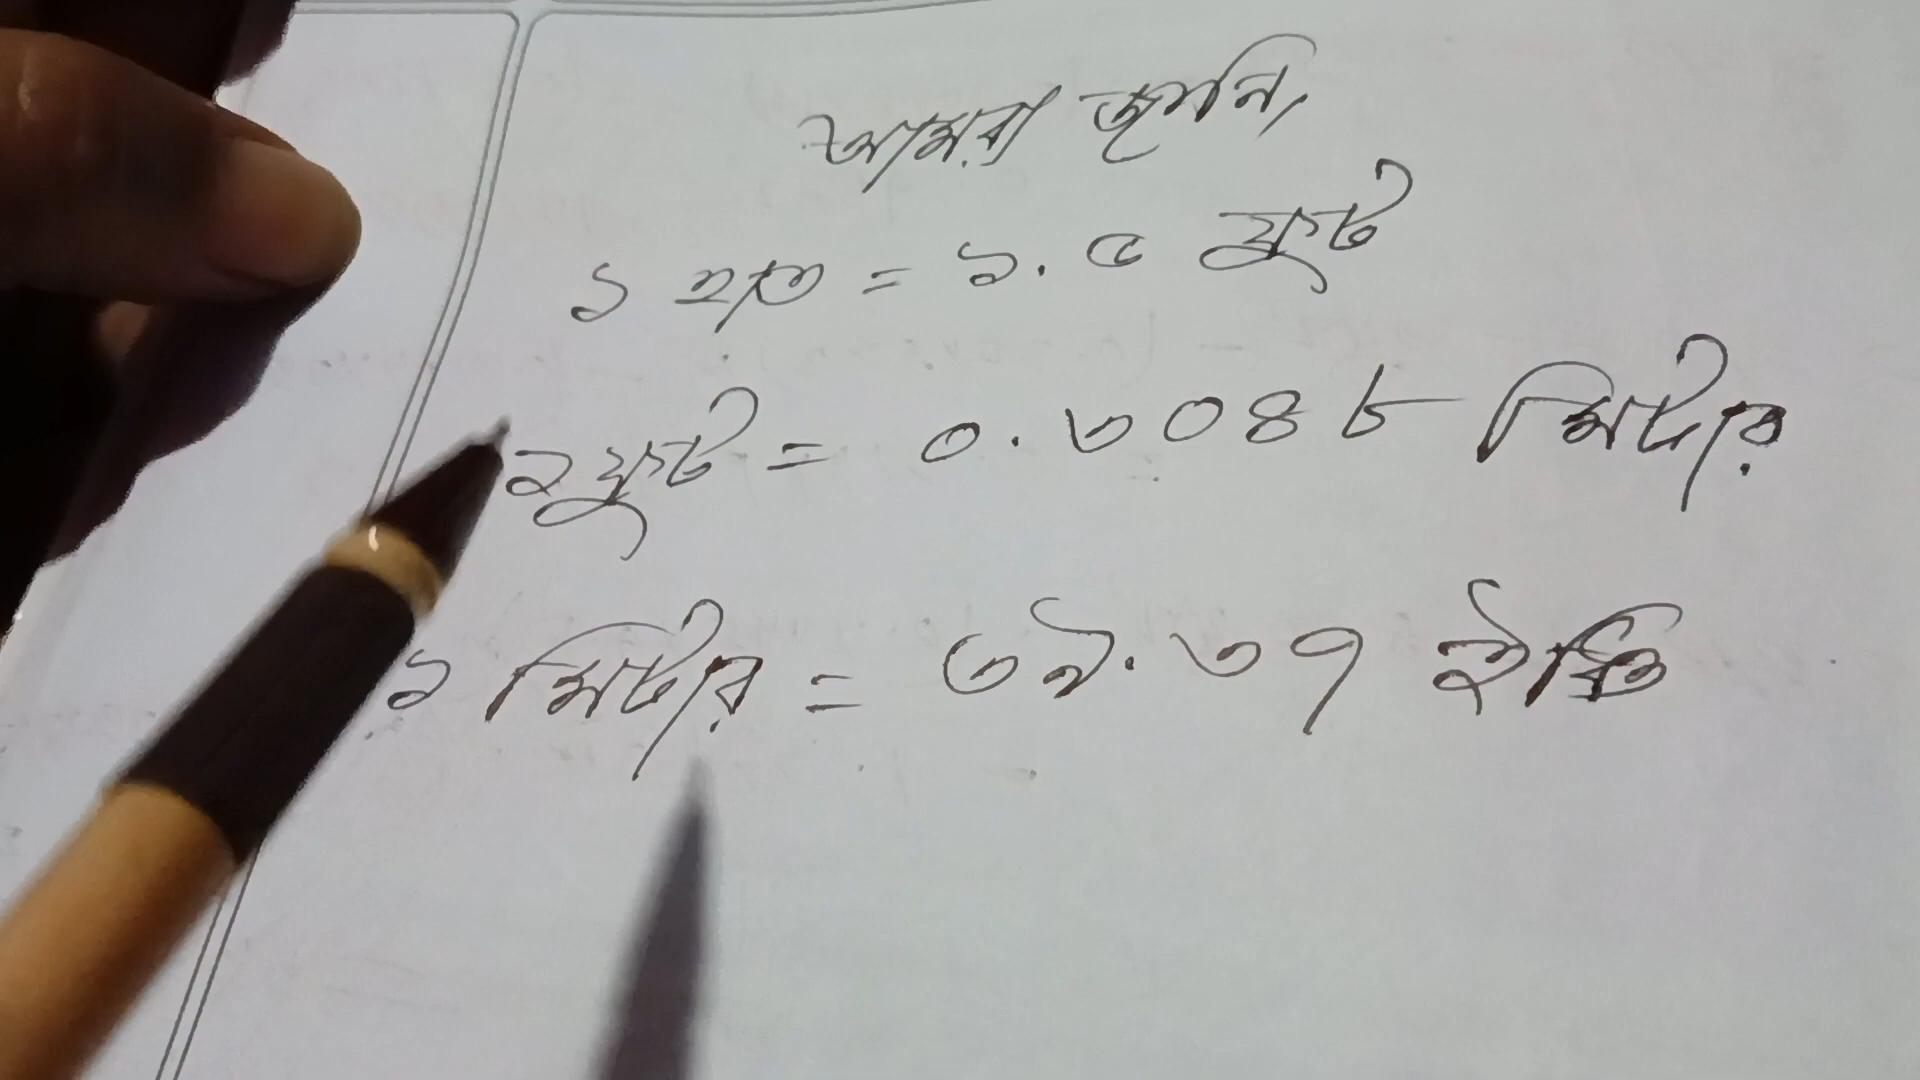 আমরা জানি,
১ হাত = ১.৫ ফুট
১ ফুট = ০.৩০৪৮ মিটার
১ মিটার = ৩৯.৩৭ ইঞ্চি